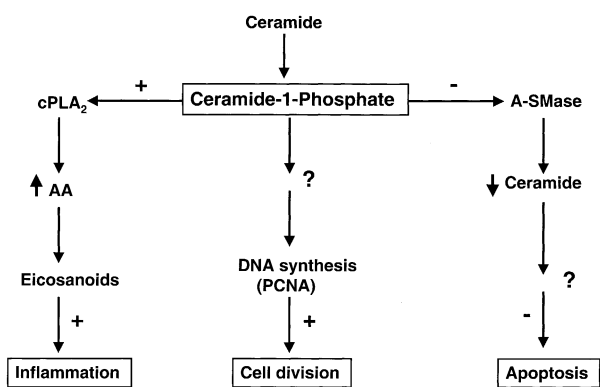 Ceramide
+
-
cPLA2
Ceramide-1-Phosphate
A-SMase
?
AA
Ceramide
Eicosanoids
DNA synthesis
(PCNA)
?
+
+
-
Inflammation
Cell division
Apoptosis